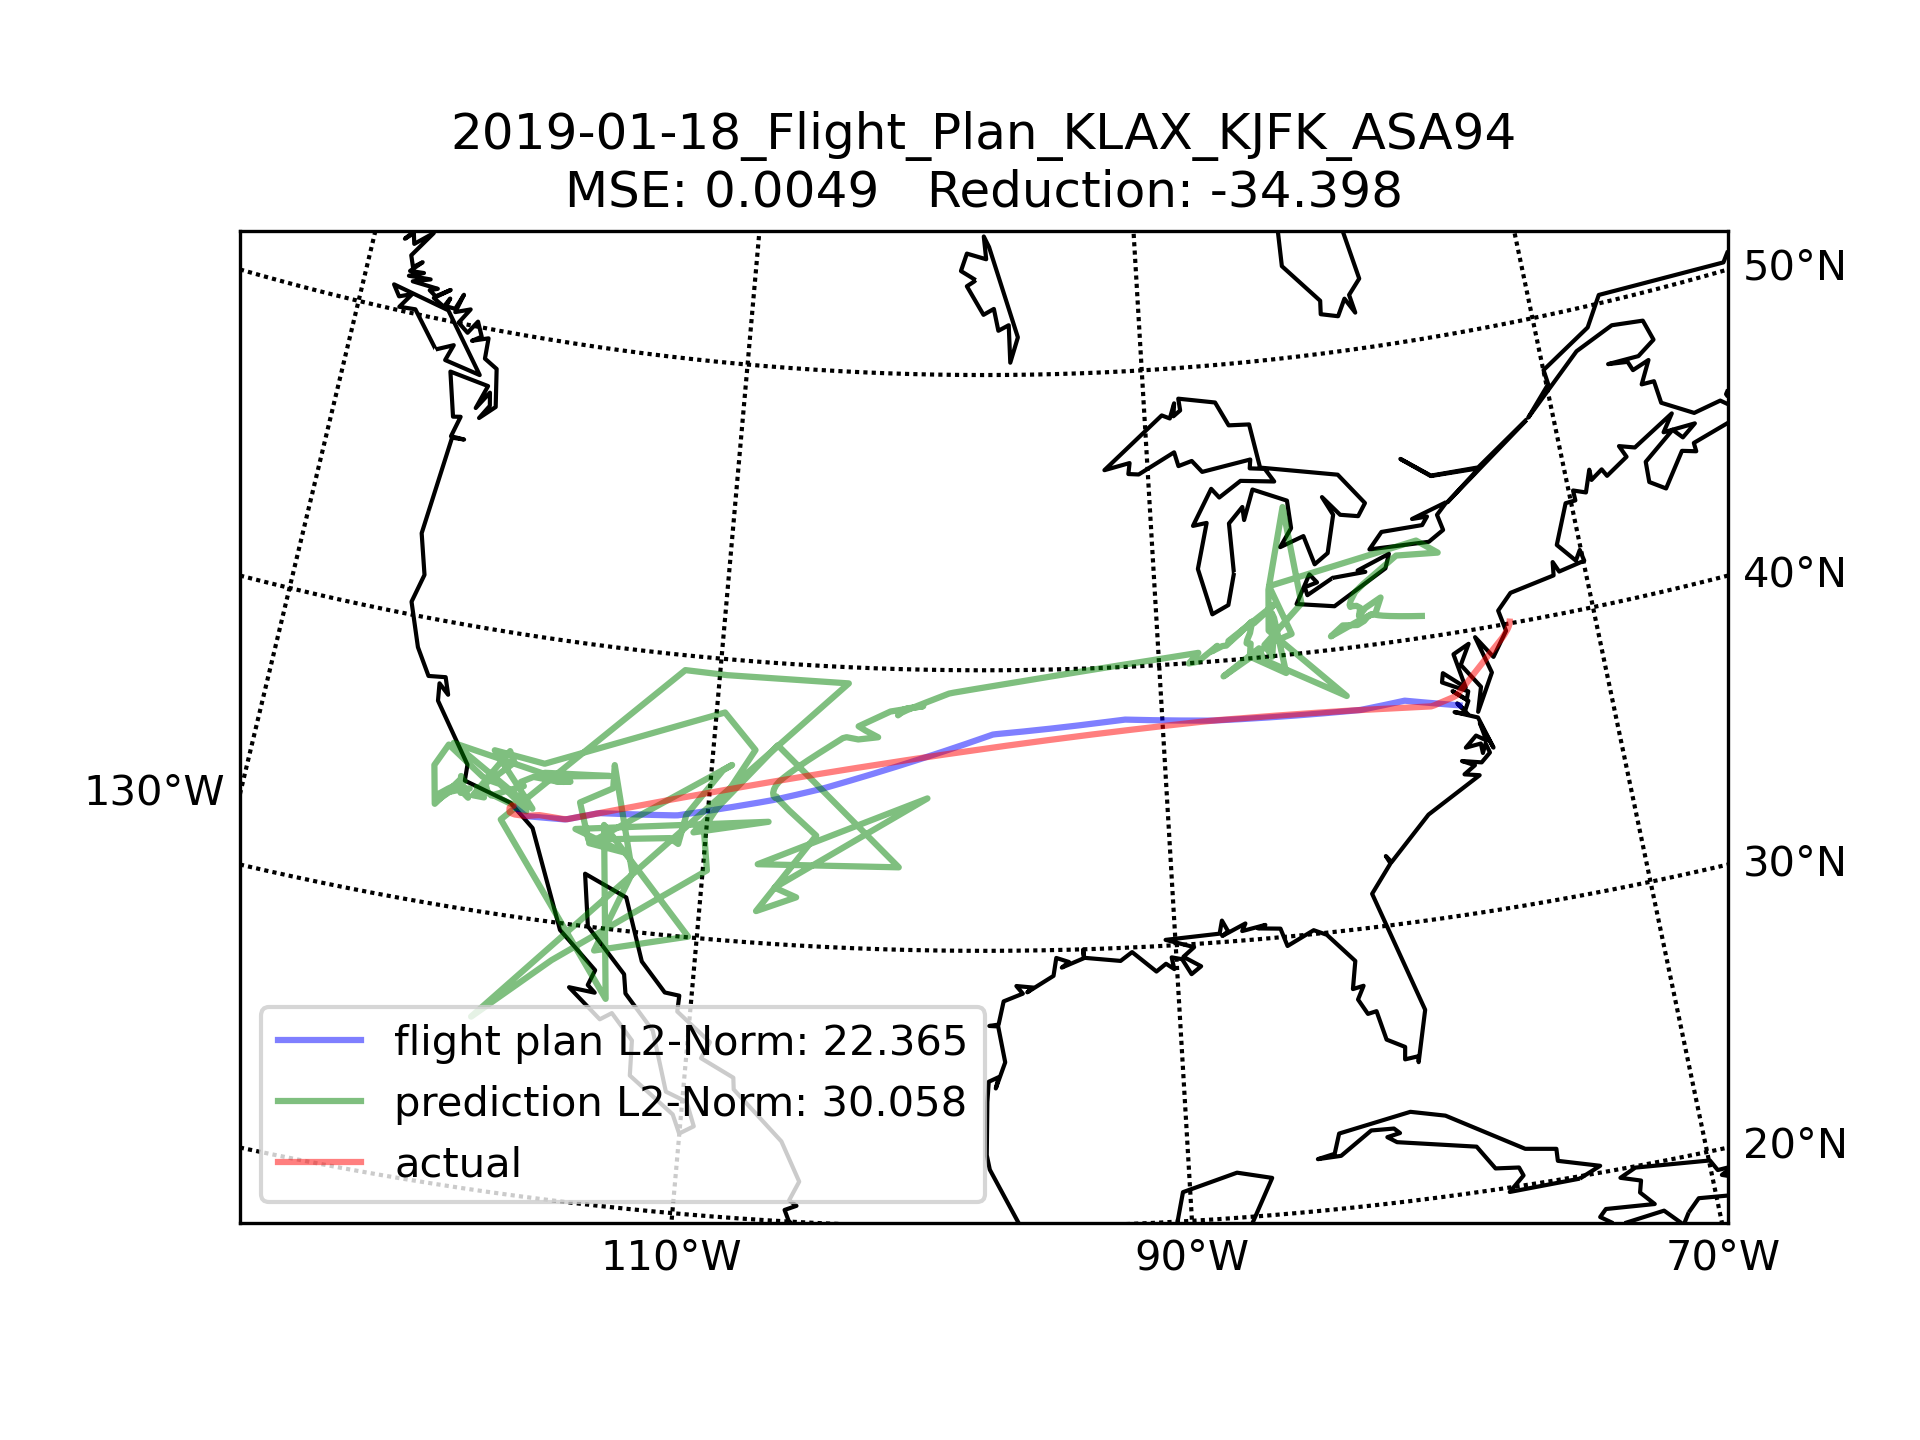 2019-01-18_Flight_Plan_KLAX_KJFK_ASA94
MSE: 0.0049   Reduction: -34.398
50°N
40°N
130°W
30°N
20°N
flight plan L2-Norm: 22.365
prediction L2-Norm: 30.058
actual
110°W
90°W
70°W